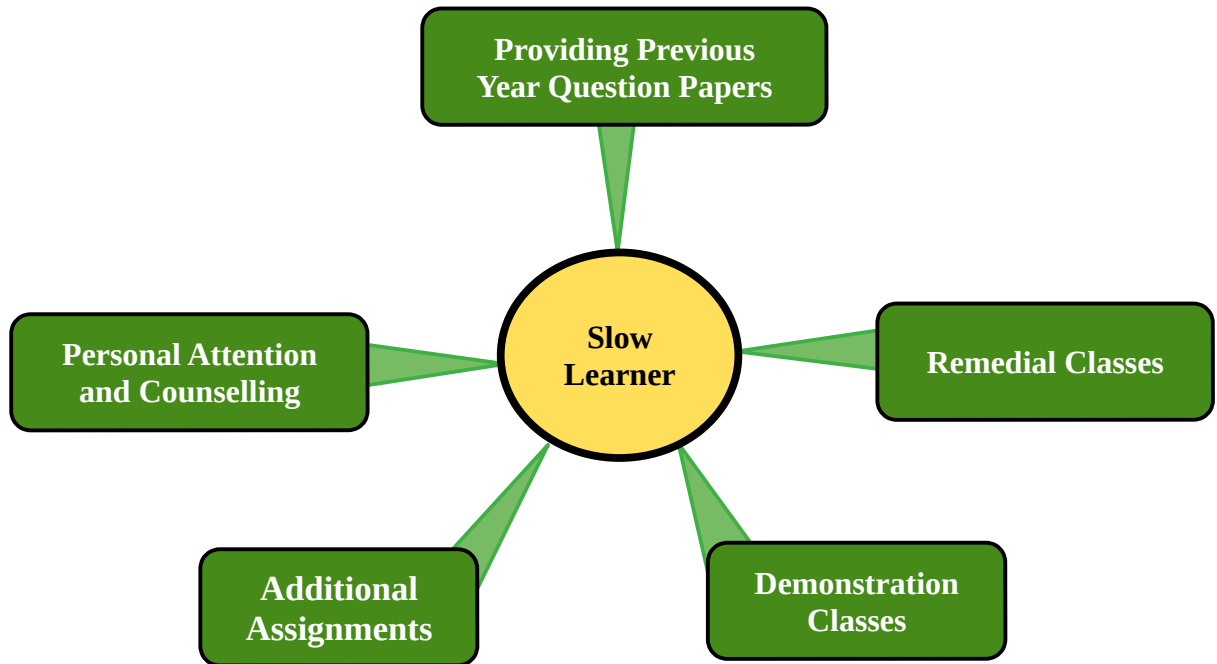 Providing Previous
Year Question Papers
Slow
Learner
Personal Attention
and Counselling
Remedial Classes
Additional
Assignments
Demonstration
Classes